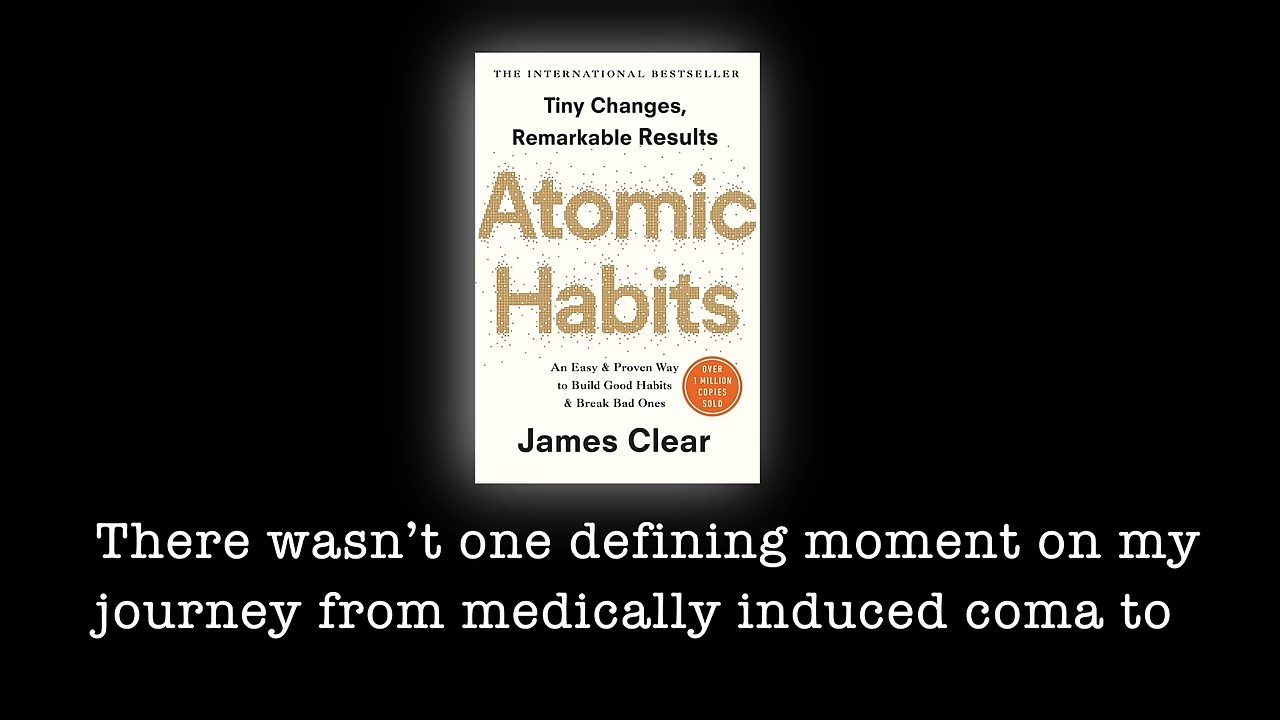 THE INTERNATIONAL BESTSELLER
Tiny Changes,
Remarkable Results
Atomic
Habits
An Easy & Proven Way
to Build Good Habits
& Break Bad Ones
OVER
1 MILLION
COPIES
SOLD
James Clear
There wasn’t one defining moment on my
journey from medically induced coma to